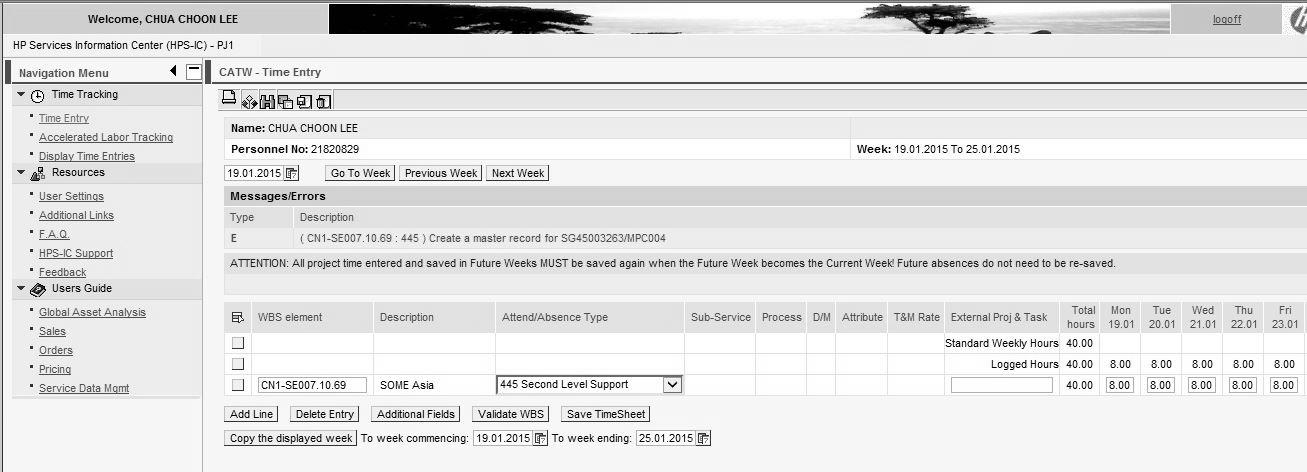 Welcome, CHUA CHOON LEE
logoff
HP Services Information Center (HPS-IC) - PJ1
Navigation Menu
CATW - Time Entry
Time Tracking
Time Entry
Accelerated Labor Tracking
Display Time Entries
Resources
User Settings
Additional Links
F.A.Q.
HPS-IC Support
Feedback
Users Guide
Global Asset Analysis
Sales
Orders
Pricing
Service Data Mgmt
Name: CHUA CHOON LEE
Personnel No: 21820829 Week: 19.01.2015 To 25.01.2015
19.01.2015 Go To Week Previous Week Next Week
Messages/Errors
Type Description
E ( CN1-SE007.10.69 : 445 ) Create a master record for SG45003263/MPC004
ATTENTION: All project time entered and saved in Future Weeks MUST be saved again when the Future Week becomes the Current Week! Future absences do not need to be re-saved.
WBS element Description Attend/Absence Type Sub-Service Process D/M Attribute T&M Rate External Proj & Task Total hours Mon 19.01 Tue 20.01 Wed 21.01 Thu 22.01 Fri 23.01
Standard Weekly Hours 40.00
Logged Hours 40.00 8.00 8.00 8.00 8.00 8.00
CN1-SE007.10.69 SOME Asia 445 Second Level Support 40.00 8.00 8.00 8.00 8.00 8.00
Add Line Delete Entry Additional Fields Validate WBS Save TimeSheet
Copy the displayed week To week commencing: 19.01.2015 To week ending: 25.01.2015